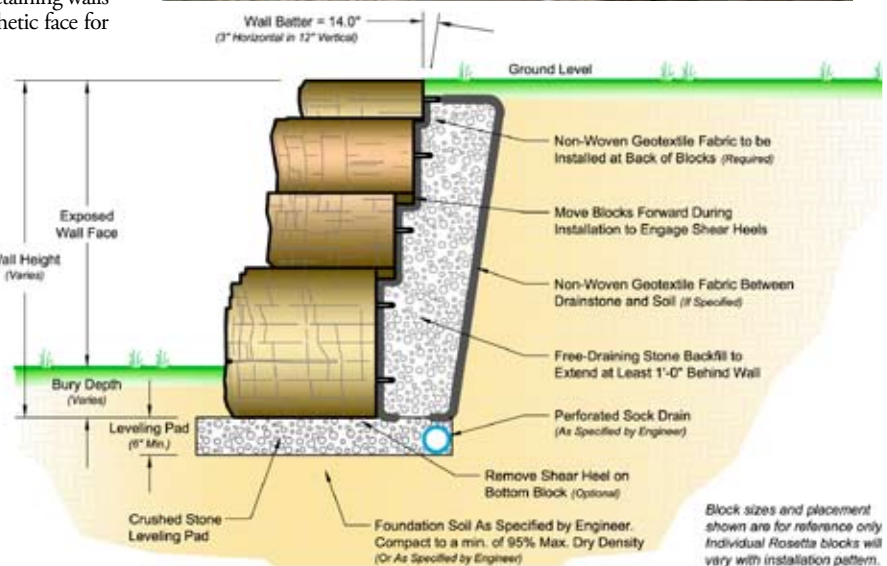 taining walls
hetic face for
Wall Batter = 14.0°
(3" Horizontal in 12" Vertical)
Ground Level
Non-Woven Geotextile Fabric to be
Installed at Back of Blocks (Required)
Move Blocks Forward During
Installation to Engage Shear Heels
Exposed
Wall Face
Wall Height
(Varies)
Non-Woven Geotextile Fabric Between
Drainstone and Soil (If Specified)
Free-Draining Stone Backfill to
Extend at Least 1'-0" Behind Wall
Bury Depth
(Varies)
Leveling Pad
(6" Min.)
Perforated Sock Drain
(As Specified by Engineer)
Remove Shear Heel on
Bottom Block (Optional)
Crushed Stone
Leveling Pad
Foundation Soil As Specified by Engineer.
Compact to a min. of 95% Max. Dry Density
(Or As Specified by Engineer)
Block sizes and placement
shown are for reference only
Individual Rosetta blocks will
vary with installation pattern.